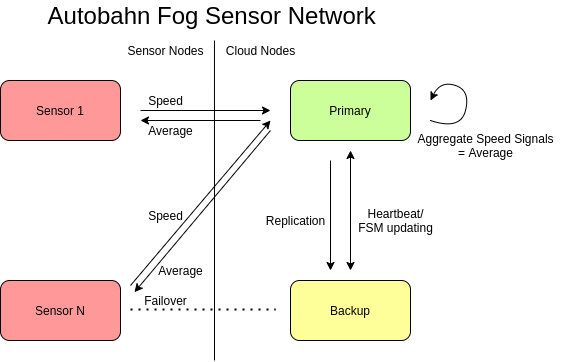 Autobahn Fog Sensor Network
Sensor Nodes
Cloud Nodes
Sensor 1
Speed
Average
Primary
Aggregate Speed Signals
= Average
Speed
Replication
Heartbeat/
FSM updating
Average
Failover
Sensor N
Backup